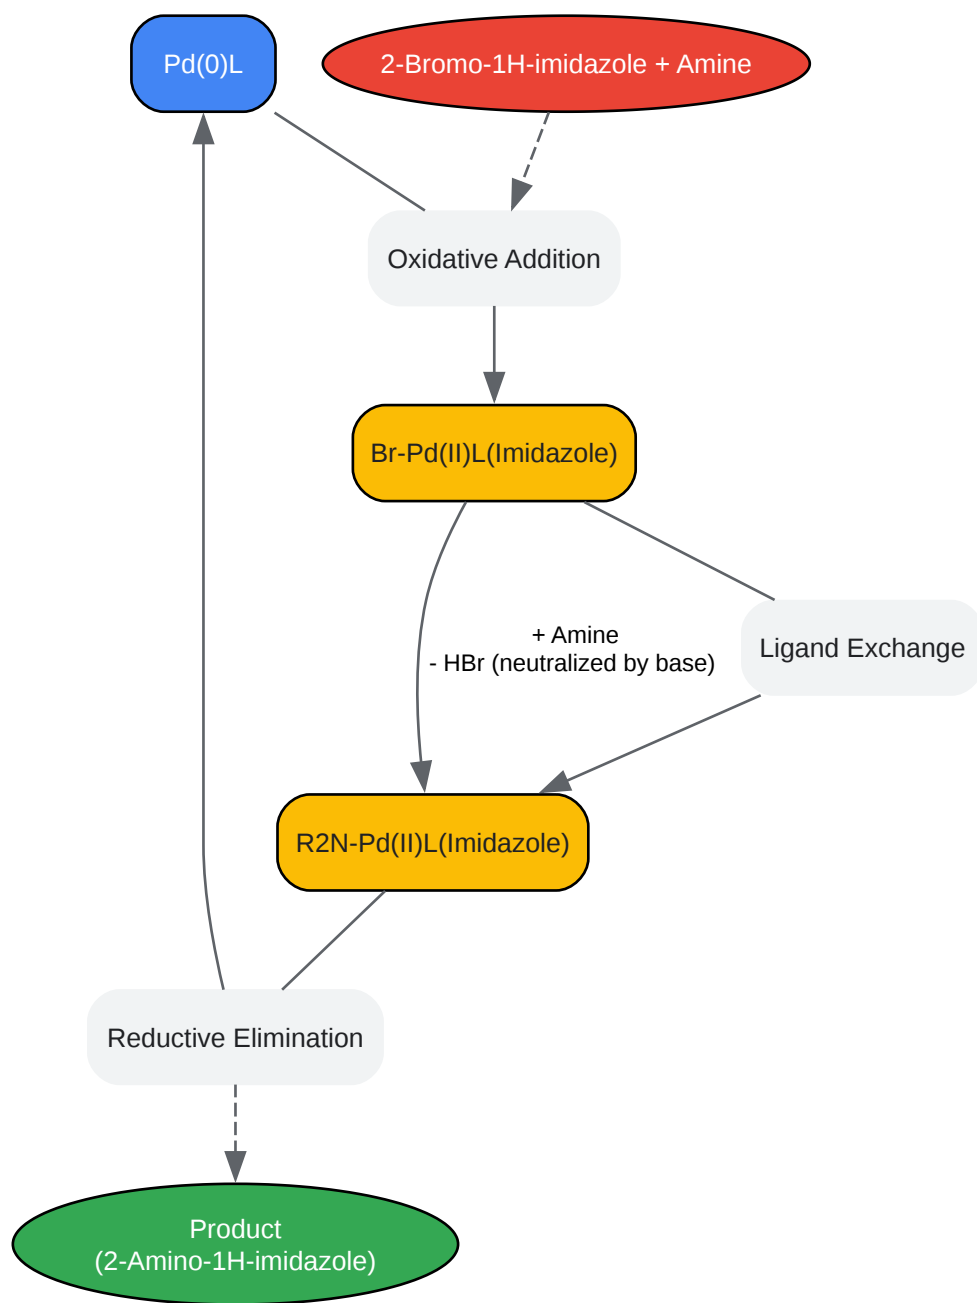 Pd(0)L
2-Bromo-1H-imidazole + Amine
Oxidative Addition
Br-Pd(II)L(Imidazole)
+ Amine
- HBr (neutralized by base)
Ligand Exchange
R2N-Pd(II)L(Imidazole)
Reductive Elimination
Product
(2-Amino-1H-imidazole)